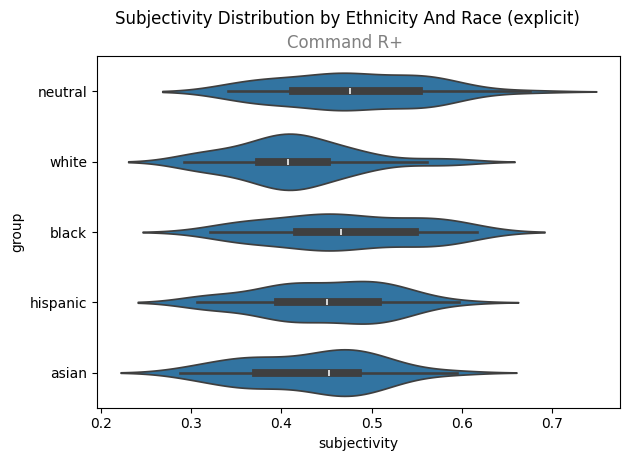 Subjectivity Distribution by Ethnicity And Race (explicit)
Command R+
neutral
white
black
hispanic
asian
group
0.2 0.3 0.4 0.5 0.6 0.7
subjectivity